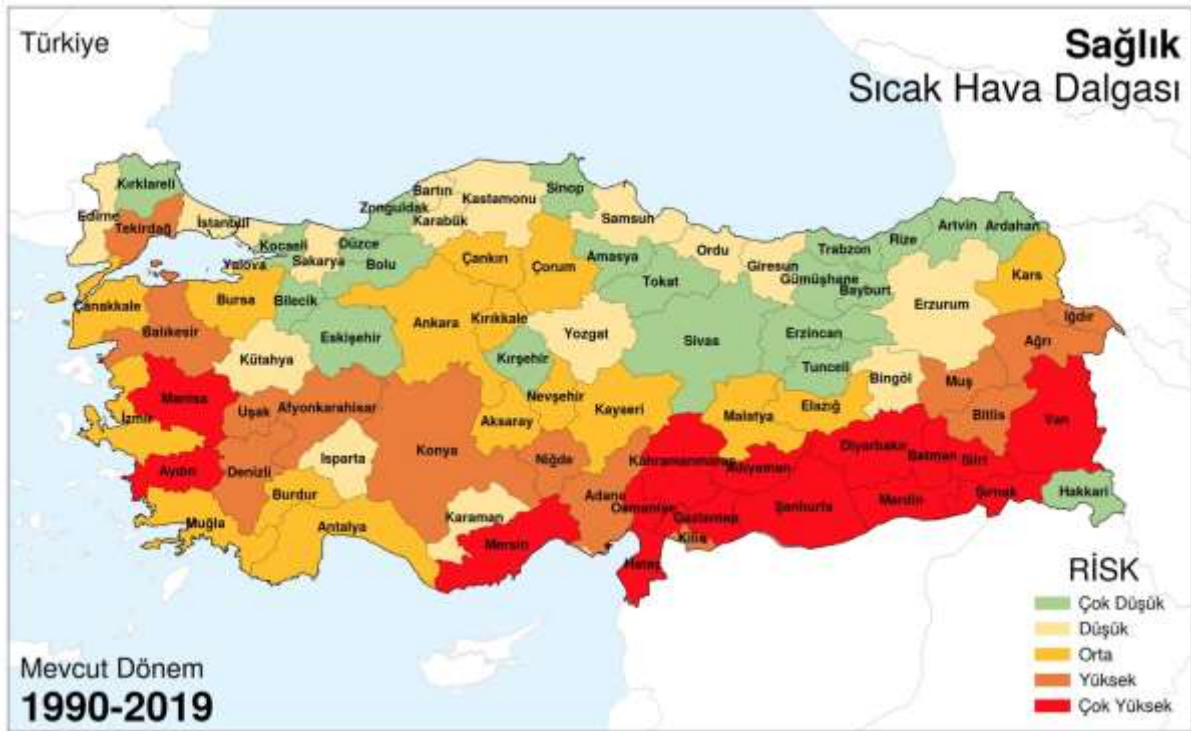 Türkiye
Sağlık
Sıcak Hava Dalgası
Kırklareli
Edirne
Tekirdağ
İstanbul
Kocaeli
Yalova
Sakarya
Düzce
Bolu
Zonguldak
Bartın
Karabük
Kastamonu
Sinop
Samsun
Ordu
Giresun
Trabzon
Rize
Artvin
Ardahan
Çankırı
Çorum
Amasya
Tokat
Gümüşhane
Bayburt
Kars
Erzurum
Iğdır
Çanakkale
Balıkesir
Bursa
Bilecik
Eskişehir
Ankara
Kırıkkale
Yozgat
Sivas
Erzincan
Ağrı
Kütahya
Kırşehir
Tunceli
Bingöl
Muş
Manisa
Uşak
Afyonkarahisar
Nevşehir
Kayseri
Malatya
Elazığ
Bitlis
Van
İzmir
Aksaray
Konya
Isparta
Niğde
Kahramanmaraş
Adıyaman
Diyarbakır
Batman
Siirt
Aydın
Denizli
Burdur
Adana
Osmaniye
Gaziantep
Şanlıurfa
Mardin
Şırnak
Hakkari
Muğla
Antalya
Karaman
Mersin
Kilis
Hatay
RİSK
Çok Düşük
Düşük
Orta
Yüksek
Çok Yüksek
Mevcut Dönem
1990-2019